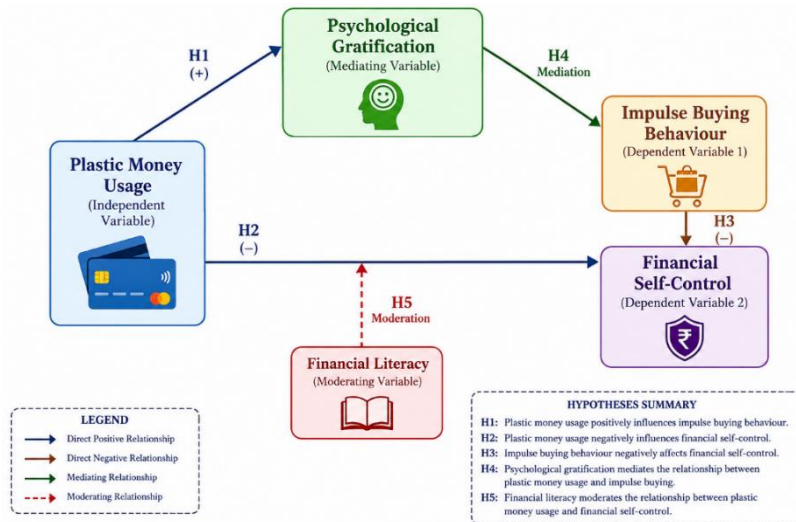 Psychological
Gratification
(Mediating Variable)
H1
(+)
H4
Mediation
Impulse Buying
Behaviour
(Dependent Variable 1)
Plastic Money
Usage
(Independent
Variable)
H2
(−)
H3
(−)
Financial
Self-Control
(Dependent Variable 2)
₹
H5
Moderation
Financial Literacy
(Moderating Variable)
LEGEND
Direct Positive Relationship
Direct Negative Relationship
Mediating Relationship
Moderating Relationship
HYPOTHESES SUMMARY
H1: Plastic money usage positively influences impulse buying behaviour.
H2: Plastic money usage negatively influences financial self-control.
H3: Impulse buying behaviour negatively affects financial self-control.
H4: Psychological gratification mediates the relationship between
plastic money usage and impulse buying.
H5: Financial literacy moderates the relationship between plastic
money usage and financial self-control.